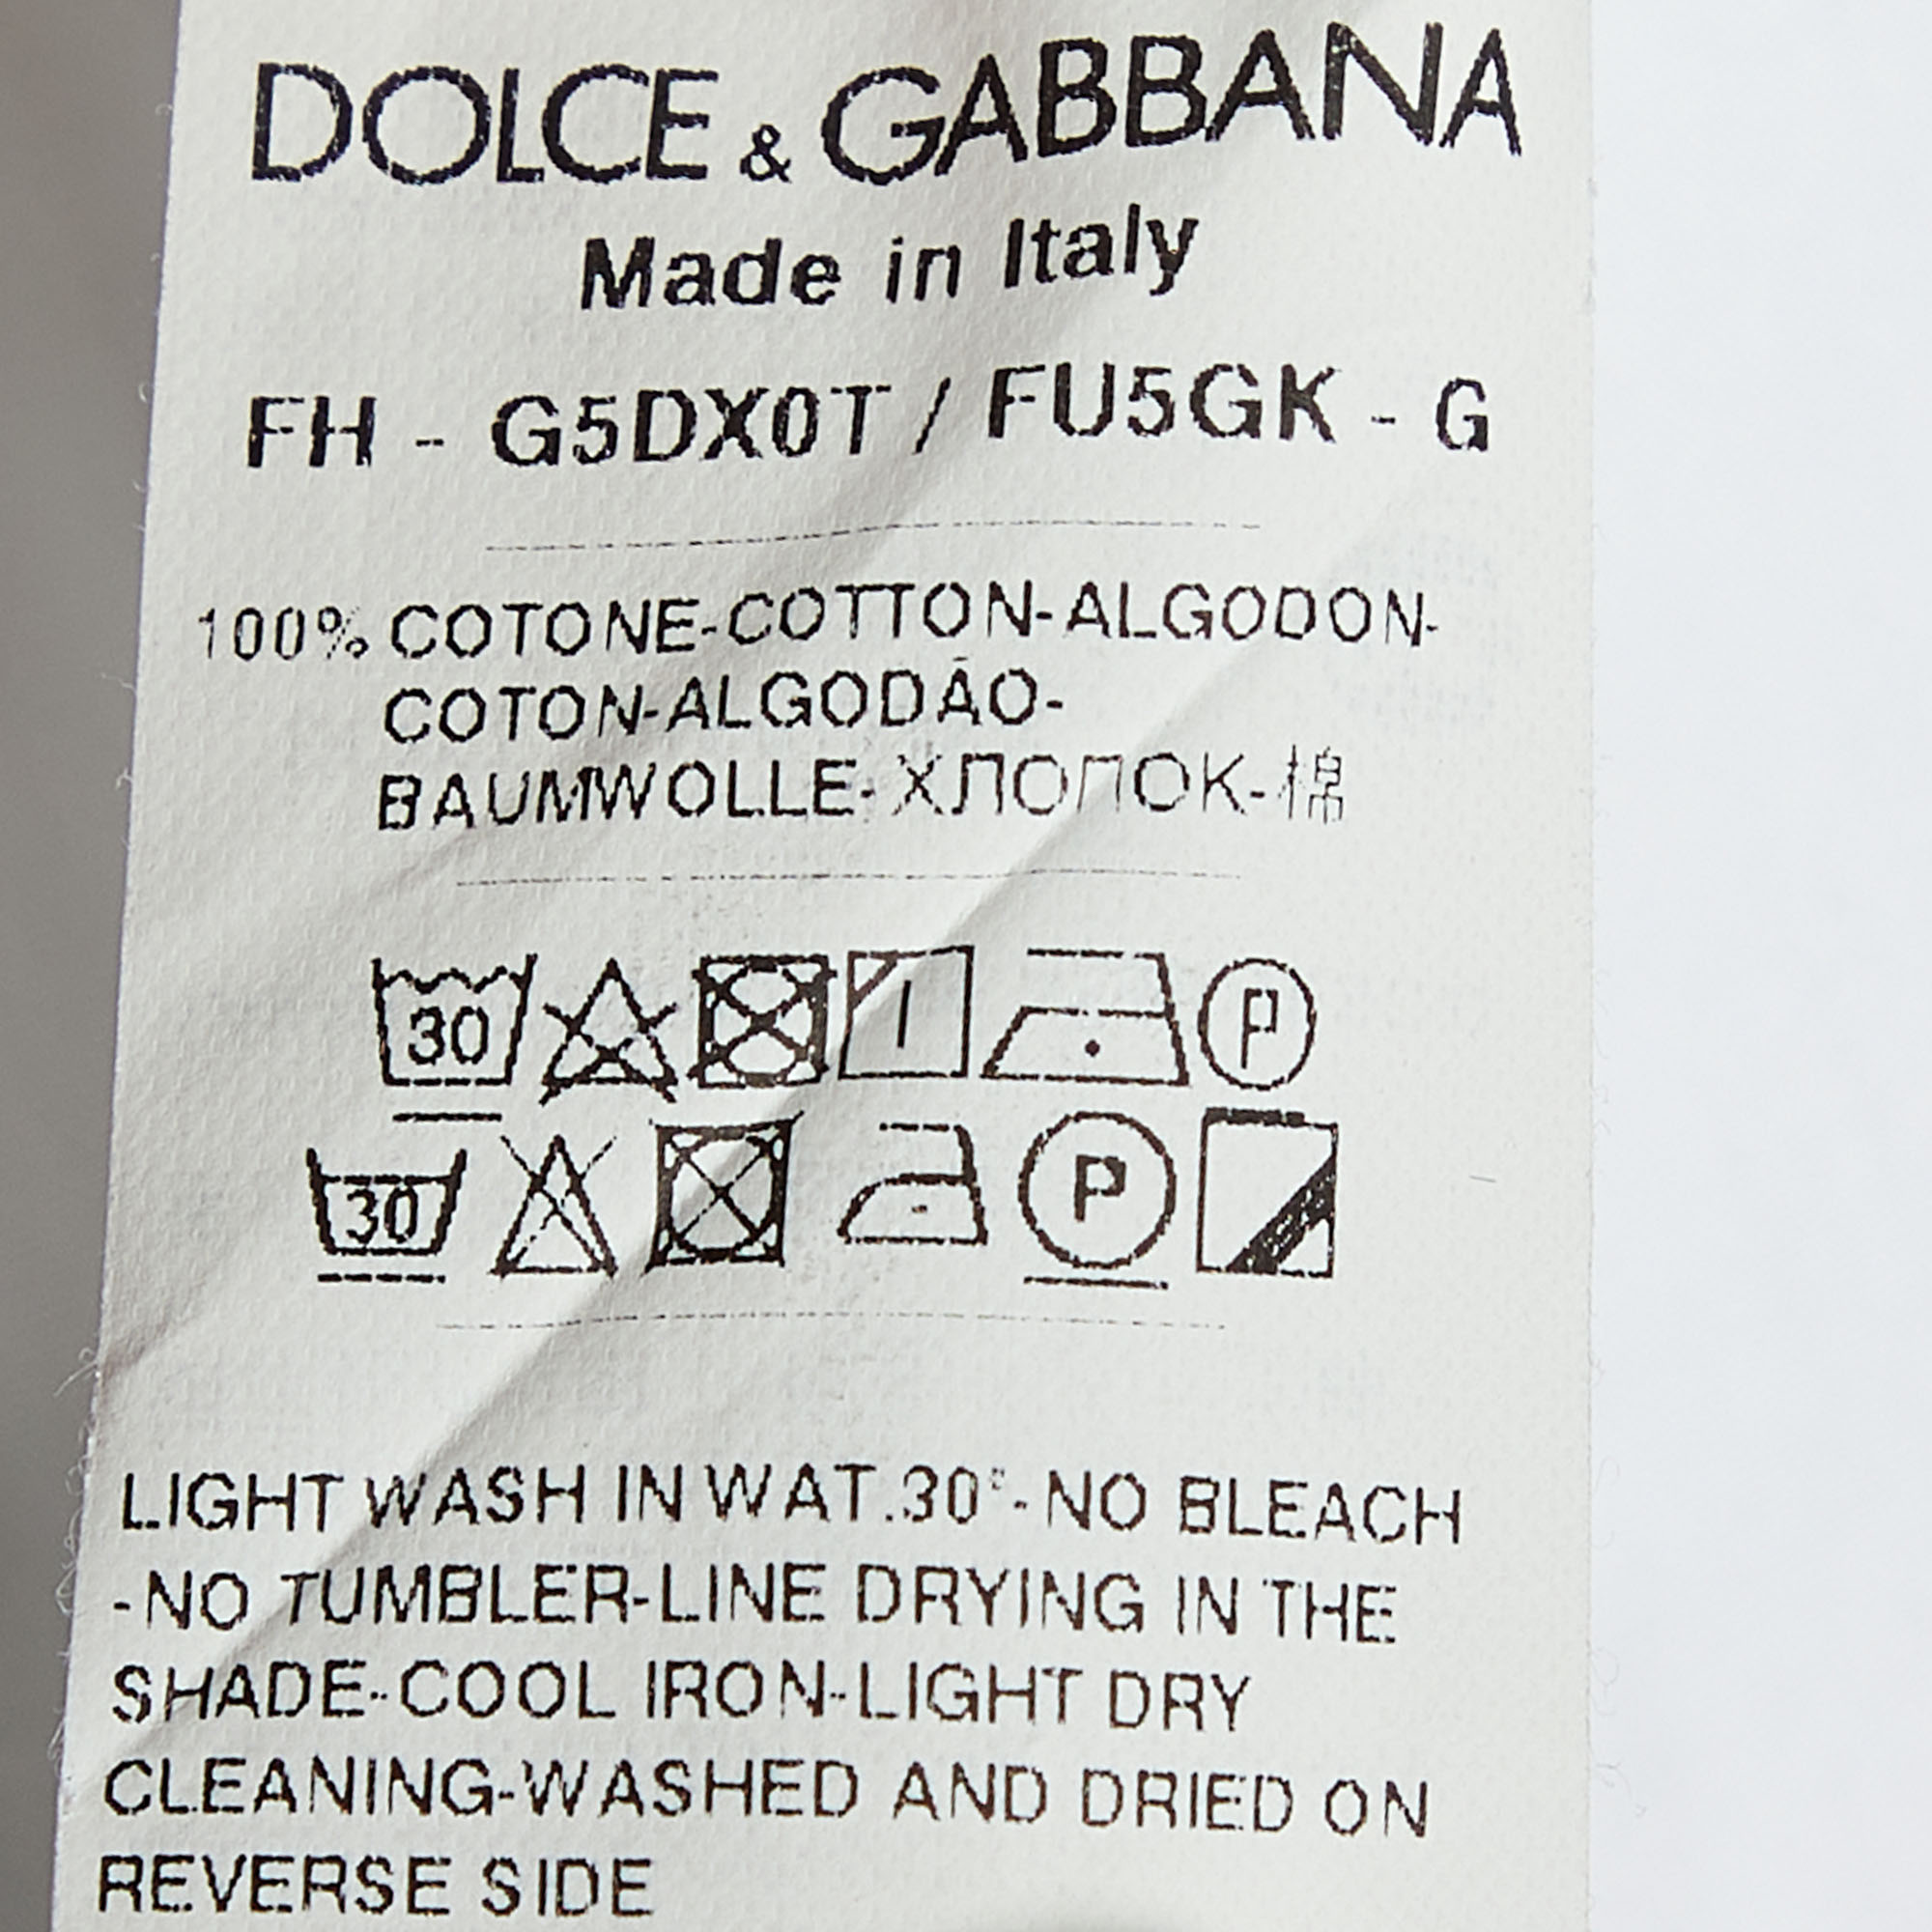 DOLCE & GABBANA
Made in Italy
FH - G5DX0T / FU5GK - G
100% COTONE-COTTON-ALGODON-
COTON-ALGODÃO-
BAUMWOLLE-ХЛОПОК-棉
30 P
30 P
LIGHT WASH IN WAT.30°-NO BLEACH
-NO TUMBLER-LINE DRYING IN THE
SHADE-COOL IRON-LIGHT DRY
CLEANING-WASHED AND DRIED ON
REVERSE SIDE